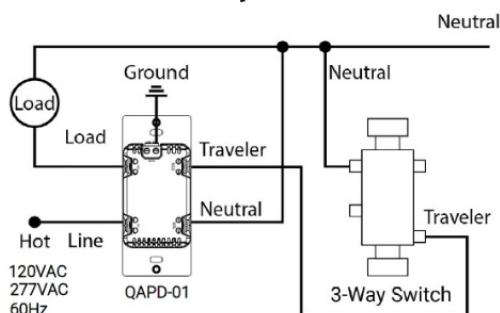 Neutral
Ground
Neutral
Load
Load
Traveler
Neutral
Traveler
Hot Line
120VAC
277VAC
60Hz
QAPD-01
3-Way Switch